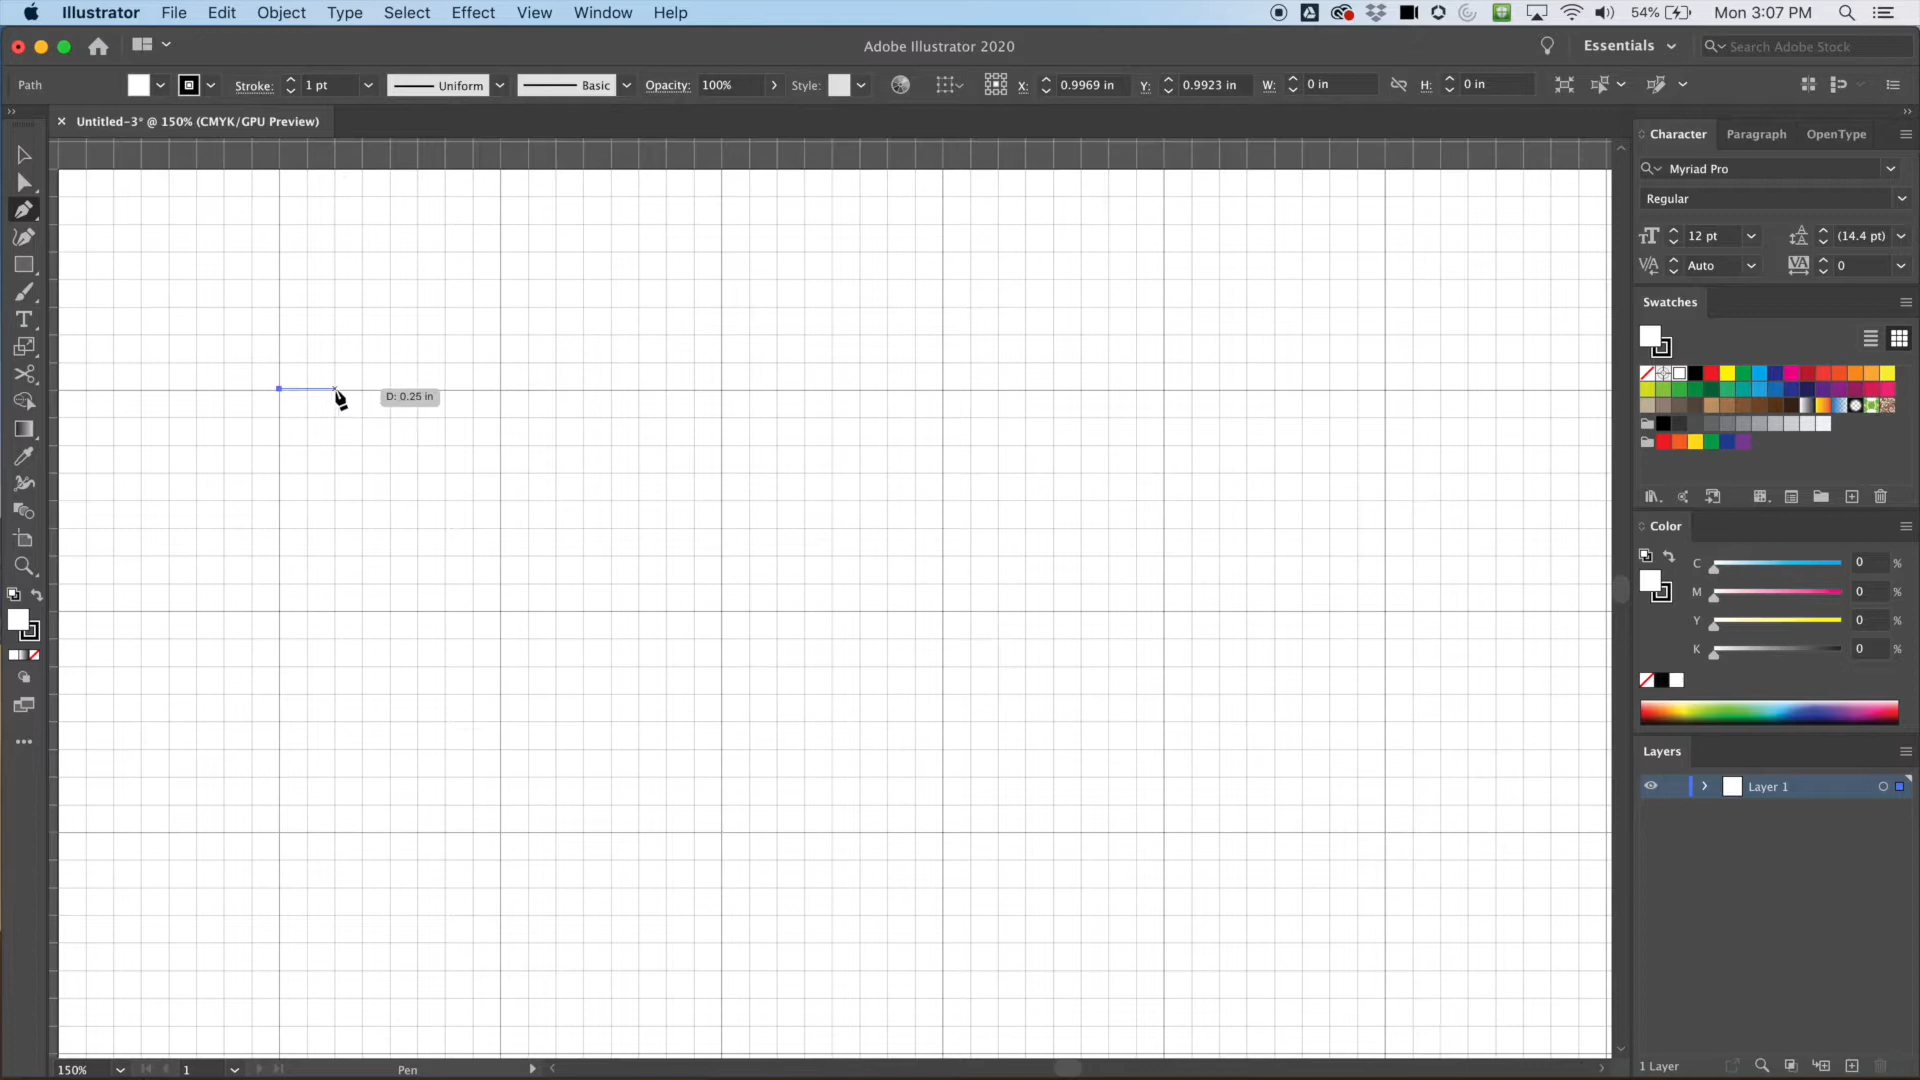 Illustrator File Edit Object Type Select Effect View Window Help 54% Mon 3:07 PM
Adobe Illustrator 2020 Essentials Search Adobe Stock
Path Stroke: 1 pt Uniform Basic Opacity: 100% Style: X: 0.9969 in Y: 0.9923 in W: 0 in H: 0 in
× Untitled-3* @ 150% (CMYK/GPU Preview)
Character Paragraph OpenType
Myriad Pro
Regular
12 pt (14.4 pt)
Auto 0
Swatches
D: 0.25 in
Color
C 0 %
M 0 %
Y 0 %
K 0 %
Layers
Layer 1
150% 1 Pen 1 Layer